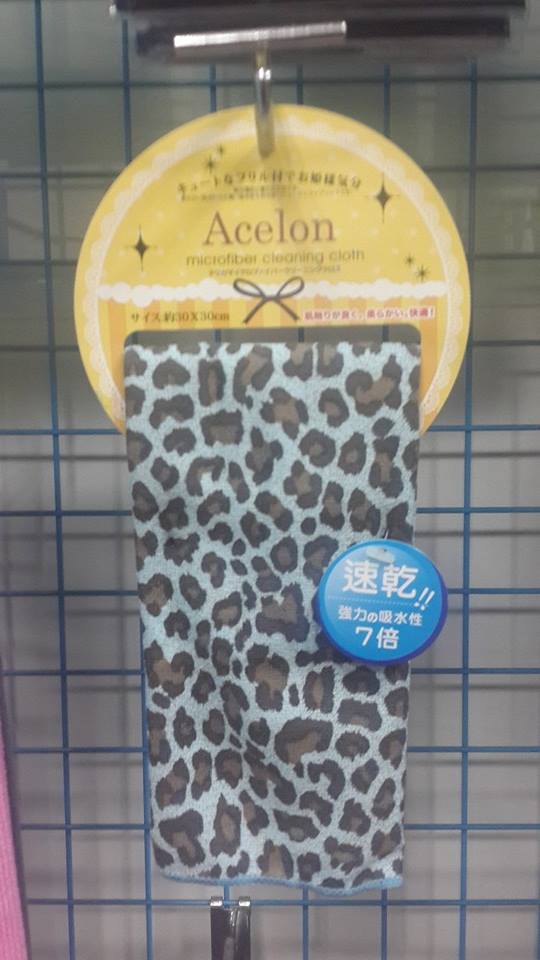 キュートなフリル付でお姫様気分
Acelon
microfiber cleaning cloth
サイズ:約30X30cm
肌触りが良く、柔らかい、快適!
速乾!!
強力の吸水性
7倍